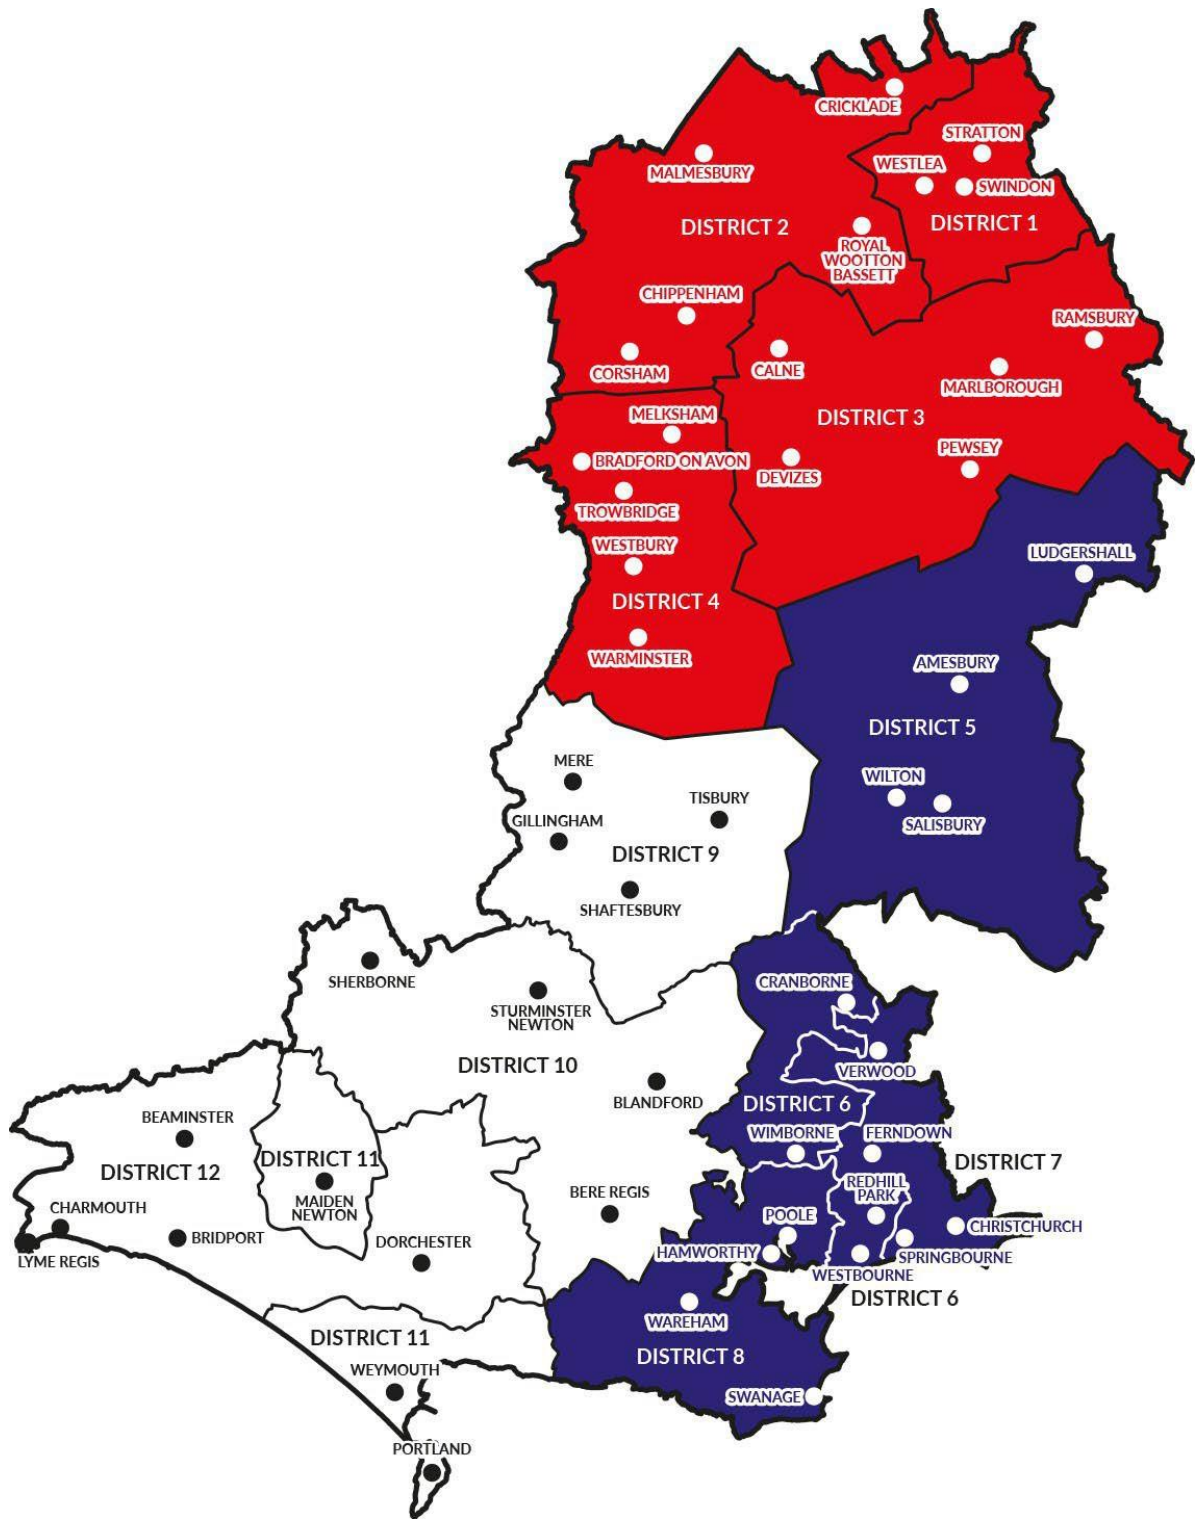 CRICKLADE
STRATTON
MALMESBURY
WESTLEA
SWINDON
DISTRICT 2
DISTRICT 1
ROYAL
WOOTTON
BASSETT
CHIPPENHAM
RAMSBURY
CORSHAM
CALNE
MARLBOROUGH
MELKSHAM
DISTRICT 3
BRADFORD ON AVON
PEWSEY
DEVIZES
TROWBRIDGE
WESTBURY
LUDGERSHALL
DISTRICT 4
WARMINSTER
AMESBURY
DISTRICT 5
MERE
WILTON
TISBURY
GILLINGHAM
SALISBURY
DISTRICT 9
SHAFTESBURY
SHERBORNE
CRANBORNE
STURMINSTER
NEWTON
DISTRICT 10
VERWOOD
BLANDFORD
DISTRICT 6
BEAMINSTER
WIMBORNE
FERNDOWN
DISTRICT 12
DISTRICT 11
DISTRICT 7
MAIDEN
NEWTON
BERE REGIS
REDHILL
PARK
CHARMOUTH
POOLE
CHRISTCHURCH
BRIDPORT
DORCHESTER
HAMWORTHY
SPRINGBOURNE
LYME REGIS
WESTBOURNE
DISTRICT 6
WAREHAM
DISTRICT 11
DISTRICT 8
WEYMOUTH
SWANAGE
PORTLAND